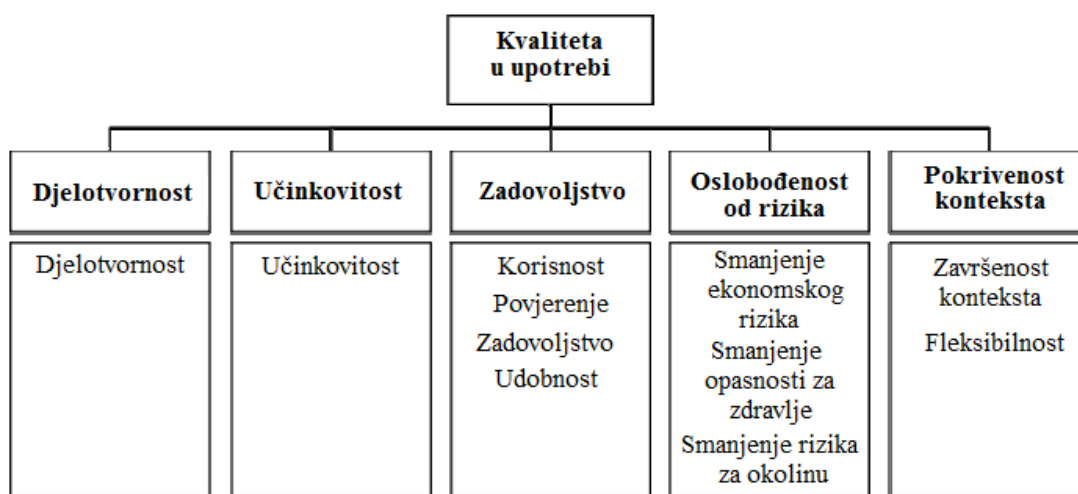 Kvaliteta
u upotrebi
Djelotvornost
Učinkovitost
Zadovoljstvo
Oslobođenost
od rizika
Pokrivenost
konteksta
Djelotvornost
Učinkovitost
Korisnost
Povjerenje
Zadovoljstvo
Udobnost
Smanjenje
ekonomskog
rizika
Smanjenje
opasnosti za
zdravlje
Smanjenje rizika
za okolinu
Završenost
konteksta
Fleksibilnost